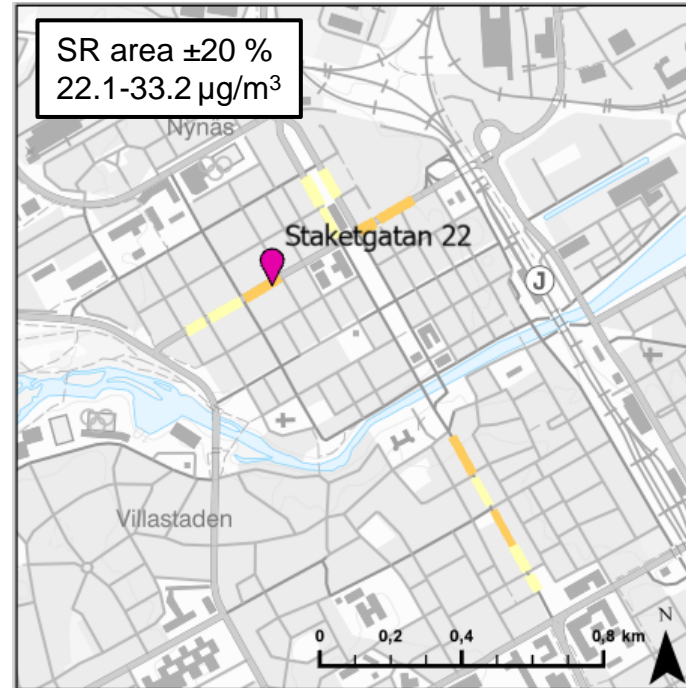 SR area ±20 %
22.1-33.2 µg/m³
Nynäs
Staketgatan 22
J
Villastaden
0 0,2 0,4 0,8 km
N